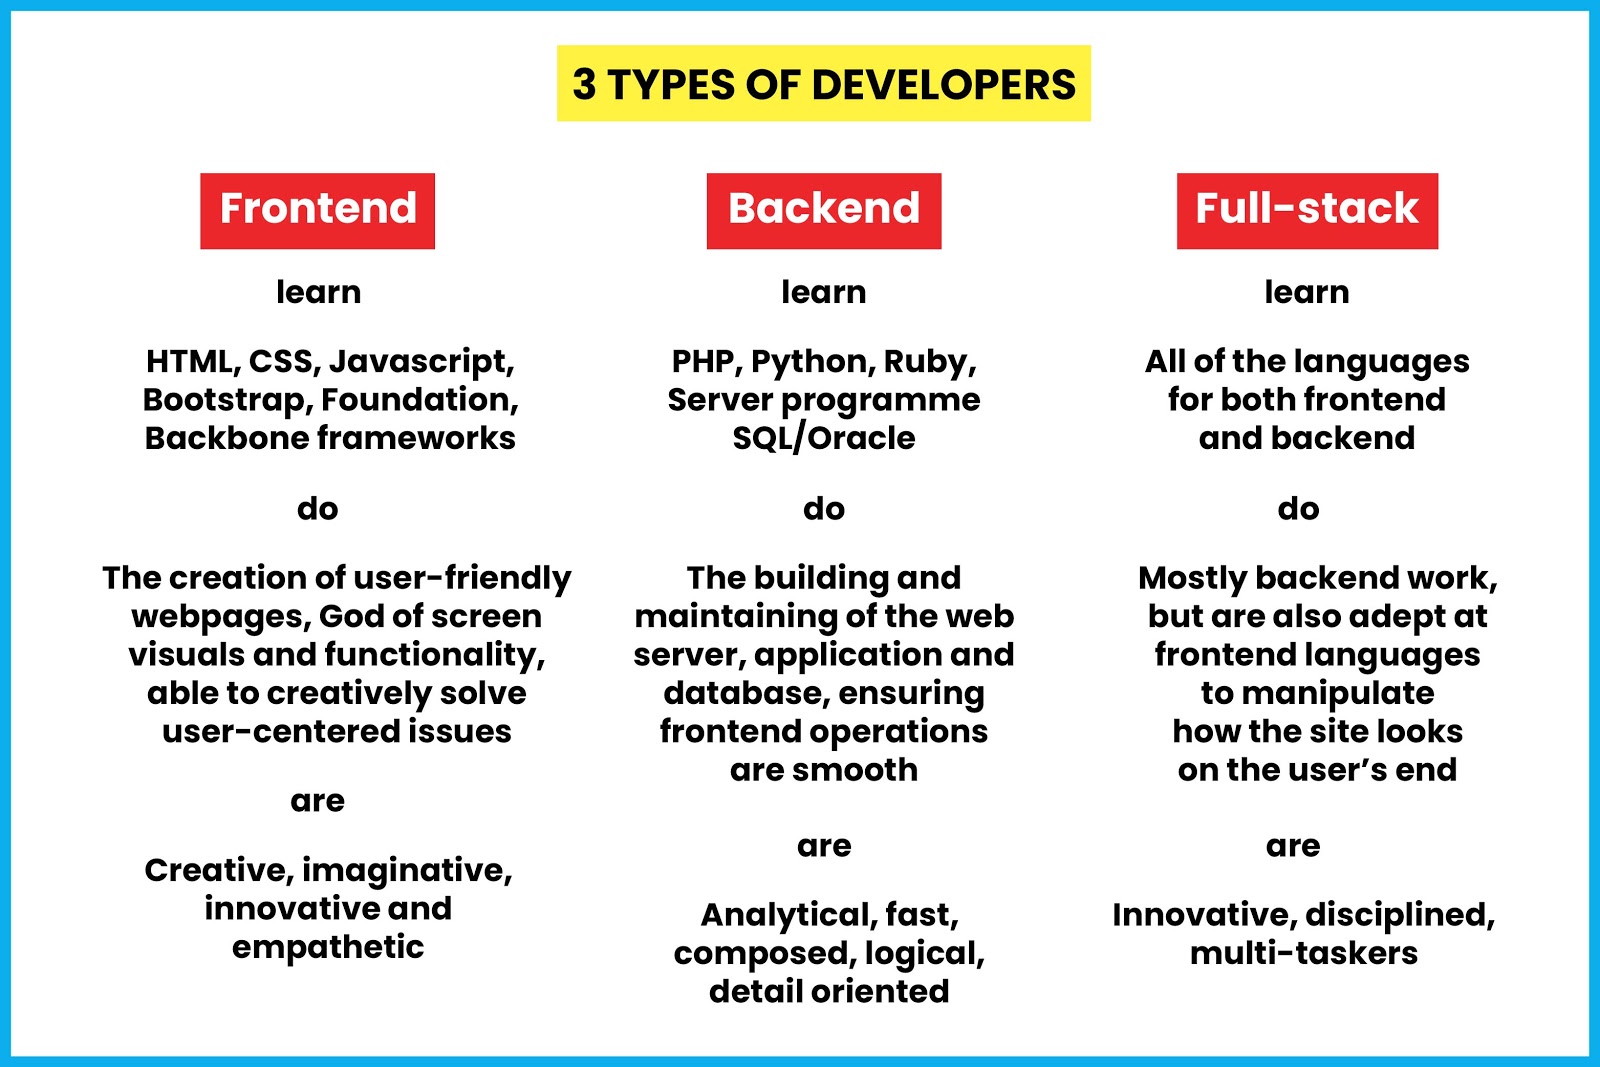 3 TYPES OF DEVELOPERS
Frontend
learn
HTML, CSS, Javascript,
Bootstrap, Foundation,
Backbone frameworks
do
The creation of user-friendly
webpages, God of screen
visuals and functionality,
able to creatively solve
user-centered issues
are
Creative, imaginative,
innovative and
empathetic
Backend
learn
PHP, Python, Ruby,
Server programme
SQL/Oracle
do
The building and
maintaining of the web
server, application and
database, ensuring
frontend operations
are smooth
are
Analytical, fast,
composed, logical,
detail oriented
Full-stack
learn
All of the languages
for both frontend
and backend
do
Mostly backend work,
but are also adept at
frontend languages
to manipulate
how the site looks
on the user’s end
are
Innovative, disciplined,
multi-taskers